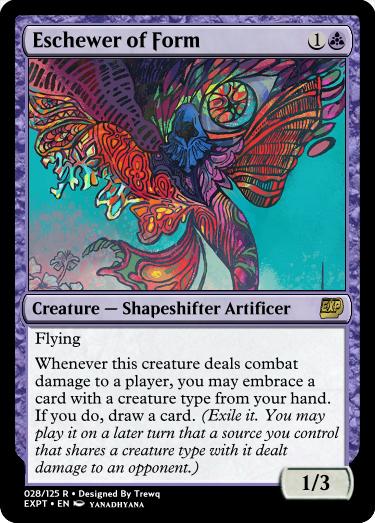 Eschewer of Form
1
Creature — Shapeshifter Artificer
EXP
Flying
Whenever this creature deals combat
damage to a player, you may embrace a
card with a creature type from your hand.
If you do, draw a card. (Exile it. You may
play it on a later turn that a source you control
that shares a creature type with it dealt
damage to an opponent.)
1/3
028/125 R • Designed By Trewq
EXPT • EN YANADHYANA